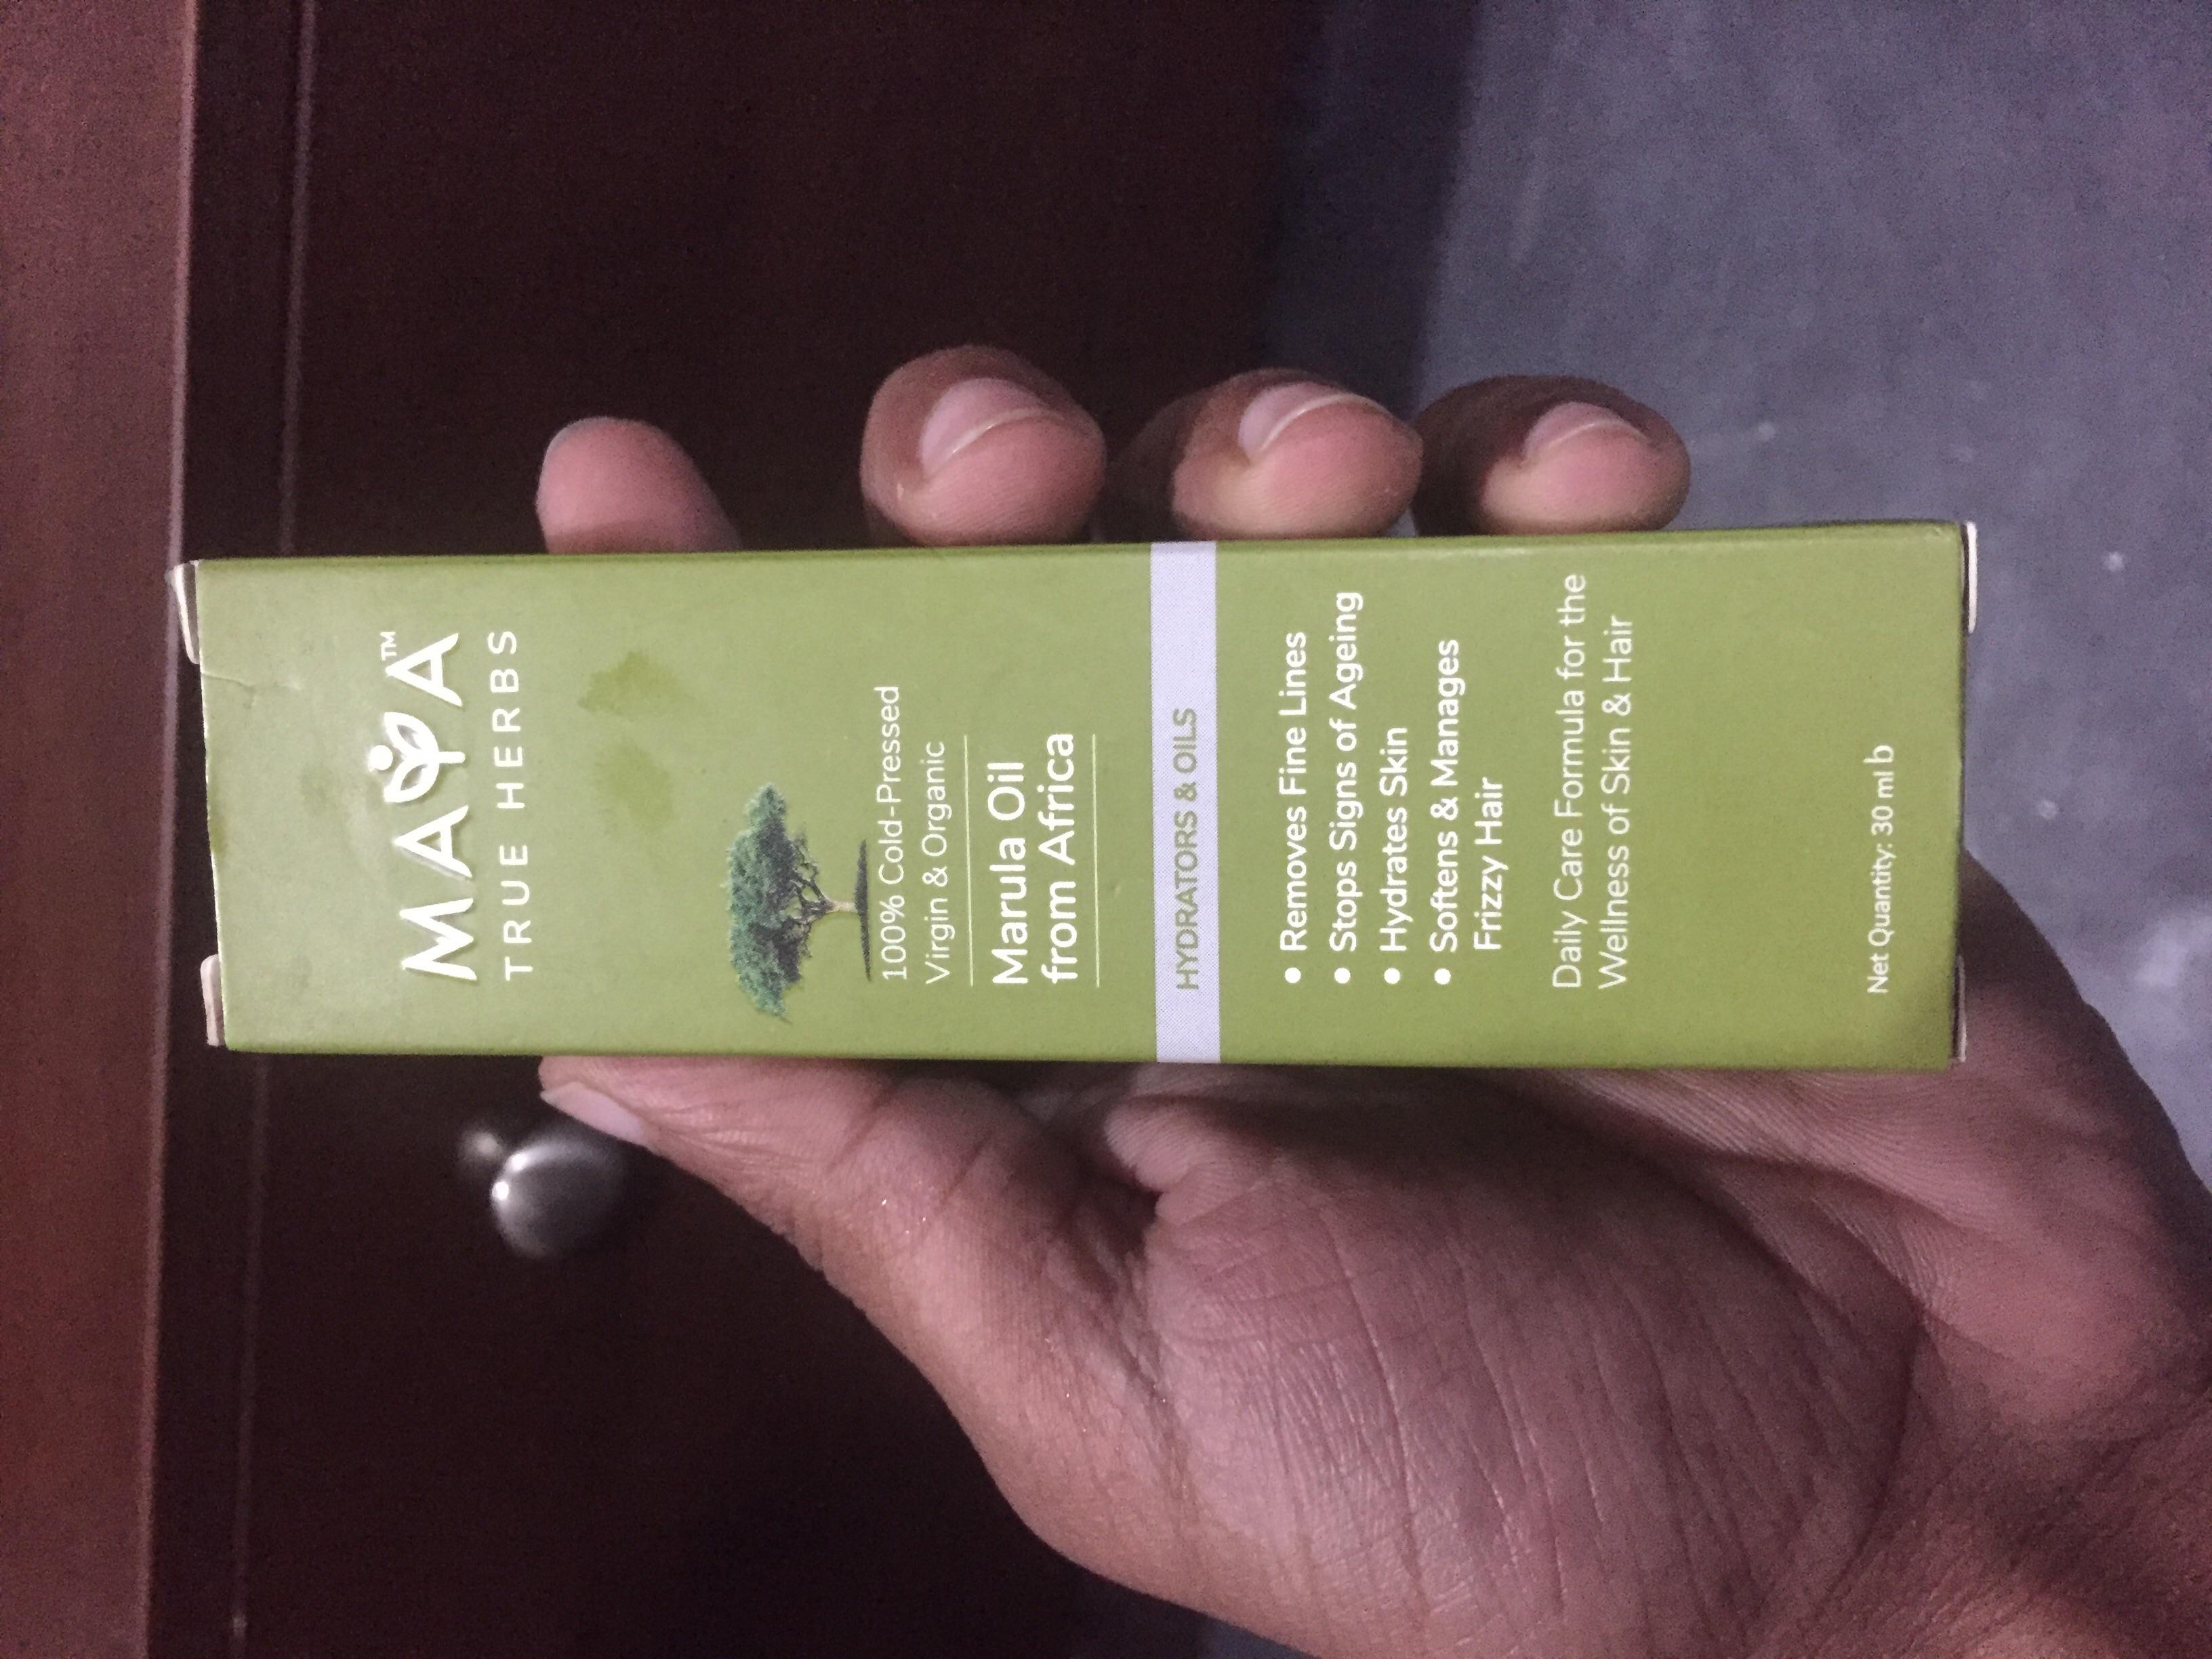 MAYA™
TRUE HERBS
100% Cold-Pressed
Virgin & Organic
Marula Oil
from Africa
HYDRATORS & OILS
• Removes Fine Lines
• Stops Signs of Ageing
• Hydrates Skin
• Softens & Manages
Frizzy Hair
Daily Care Formula for the
Wellness of Skin & Hair
Net Quantity: 30 ml b